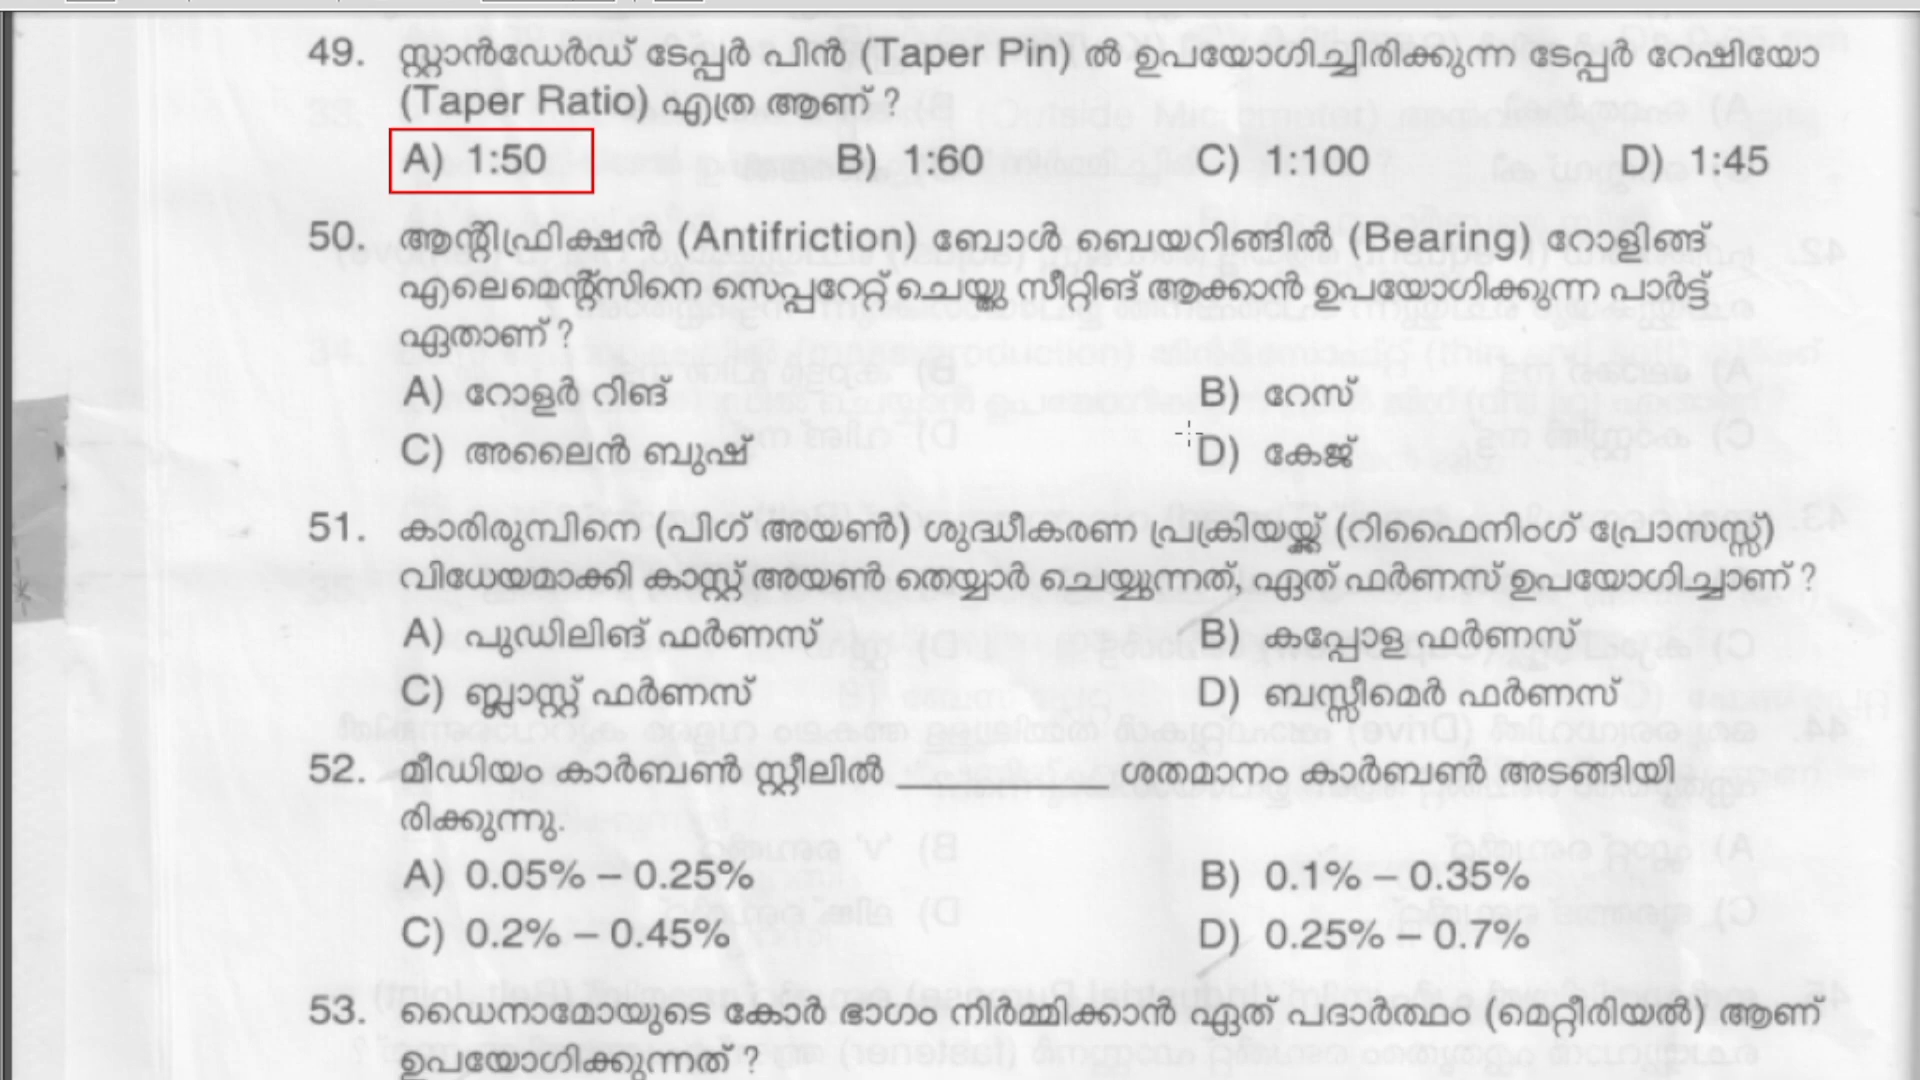 49. സ്റ്റാൻഡേർഡ് ടേപ്പർ പിൻ (Taper Pin) ൽ ഉപയോഗിച്ചിരിക്കുന്ന ടേപ്പർ റേഷിയോ
(Taper Ratio) എത്ര ആണ് ?
A) 1:50 B) 1:60 C) 1:100 D) 1:45
50. ആന്റിഫ്രിക്ഷൻ (Antifriction) ബോൾ ബെയറിങ്ങിൽ (Bearing) റോളിങ്ങ്
എലെമെന്റ്സിനെ സെപ്പറേറ്റ് ചെയ്തു സീറ്റിങ് ആക്കാൻ ഉപയോഗിക്കുന്ന പാർട്ട്
ഏതാണ് ?
A) റോളർ റിങ് B) റേസ്
C) അലൈൻ ബുഷ് D) കേജ്
51. കാരിരുമ്പിനെ (പിഗ് അയൺ) ശുദ്ധീകരണ പ്രക്രിയയ്ക്ക് (റിഫൈനിംഗ് പ്രോസസ്സ്)
വിധേയമാക്കി കാസ്റ്റ് അയൺ തെയ്യാർ ചെയ്യുന്നത്, ഏത് ഫർണസ് ഉപയോഗിച്ചാണ് ?
A) പുഡിലിങ് ഫർണസ് B) കപ്പോള ഫർണസ്
C) ബ്ലാസ്റ്റ് ഫർണസ് D) ബസ്സീമെർ ഫർണസ്
52. മീഡിയം കാർബൺ സ്റ്റീലിൽ ____________ ശതമാനം കാർബൺ അടങ്ങിയി
രിക്കുന്നു.
A) 0.05% – 0.25% B) 0.1% – 0.35%
C) 0.2% – 0.45% D) 0.25% – 0.7%
53. ഡൈനാമോയുടെ കോർ ഭാഗം നിർമ്മിക്കാൻ ഏത് പദാർത്ഥം (മെറ്റീരിയൽ) ആണ്
ഉപയോഗിക്കുന്നത് ?